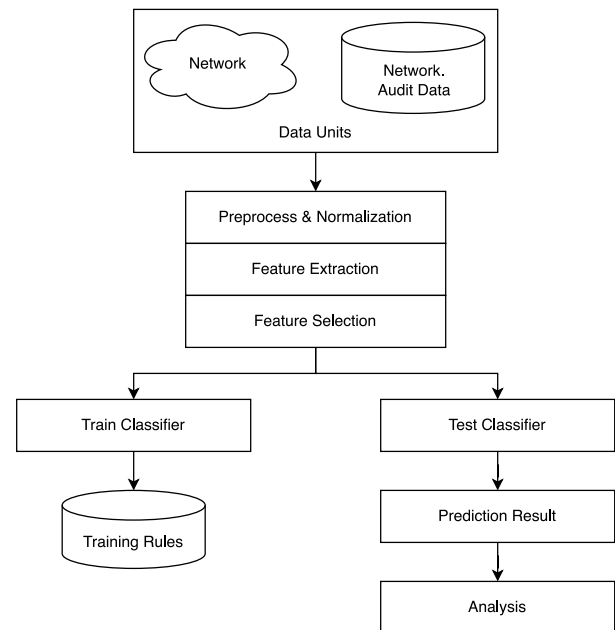 Network
Network.
Audit Data
Data Units
Preprocess & Normalization
Feature Extraction
Feature Selection
Train Classifier
Test Classifier
Training Rules
Prediction Result
Analysis